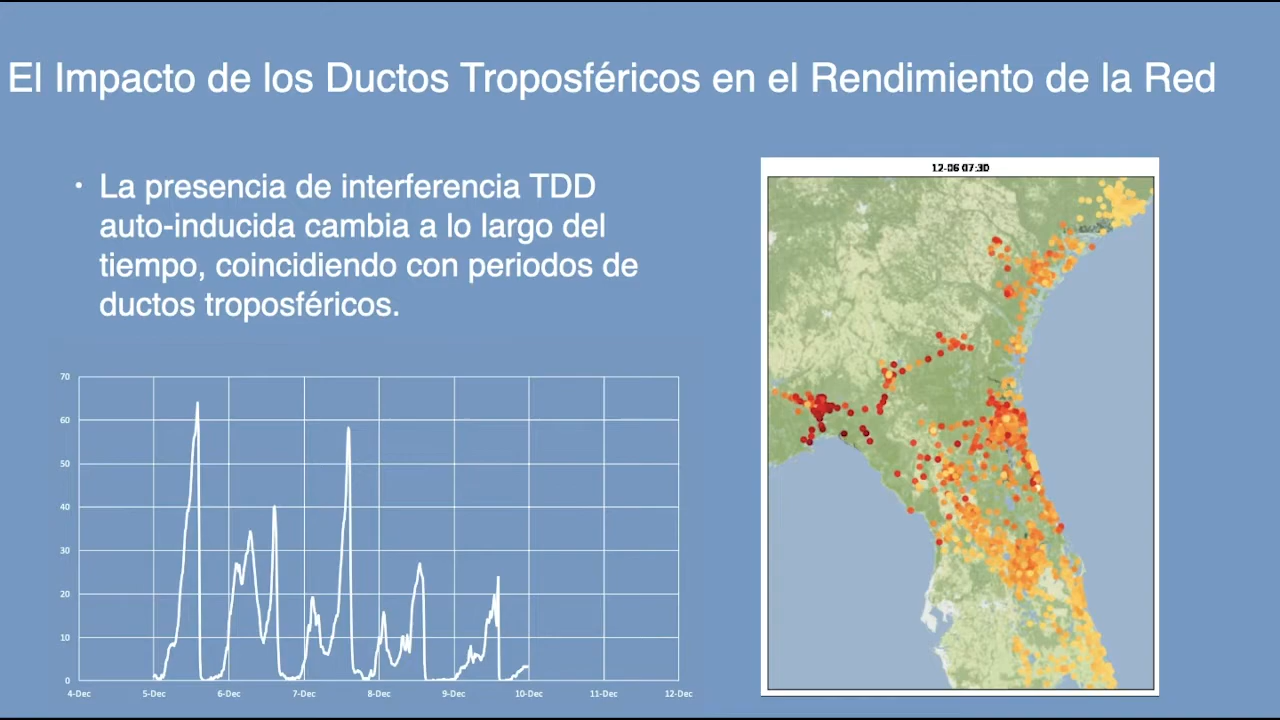 El Impacto de los Ductos Troposféricos en el Rendimiento de la Red
• La presencia de interferencia TDD
auto-inducida cambia a lo largo del
tiempo, coincidiendo con periodos de
ductos troposféricos.
12-06 07:30
70
60
50
40
30
20
10
0
4-Dec 5-Dec 6-Dec 7-Dec 8-Dec 9-Dec 10-Dec 11-Dec 12-Dec